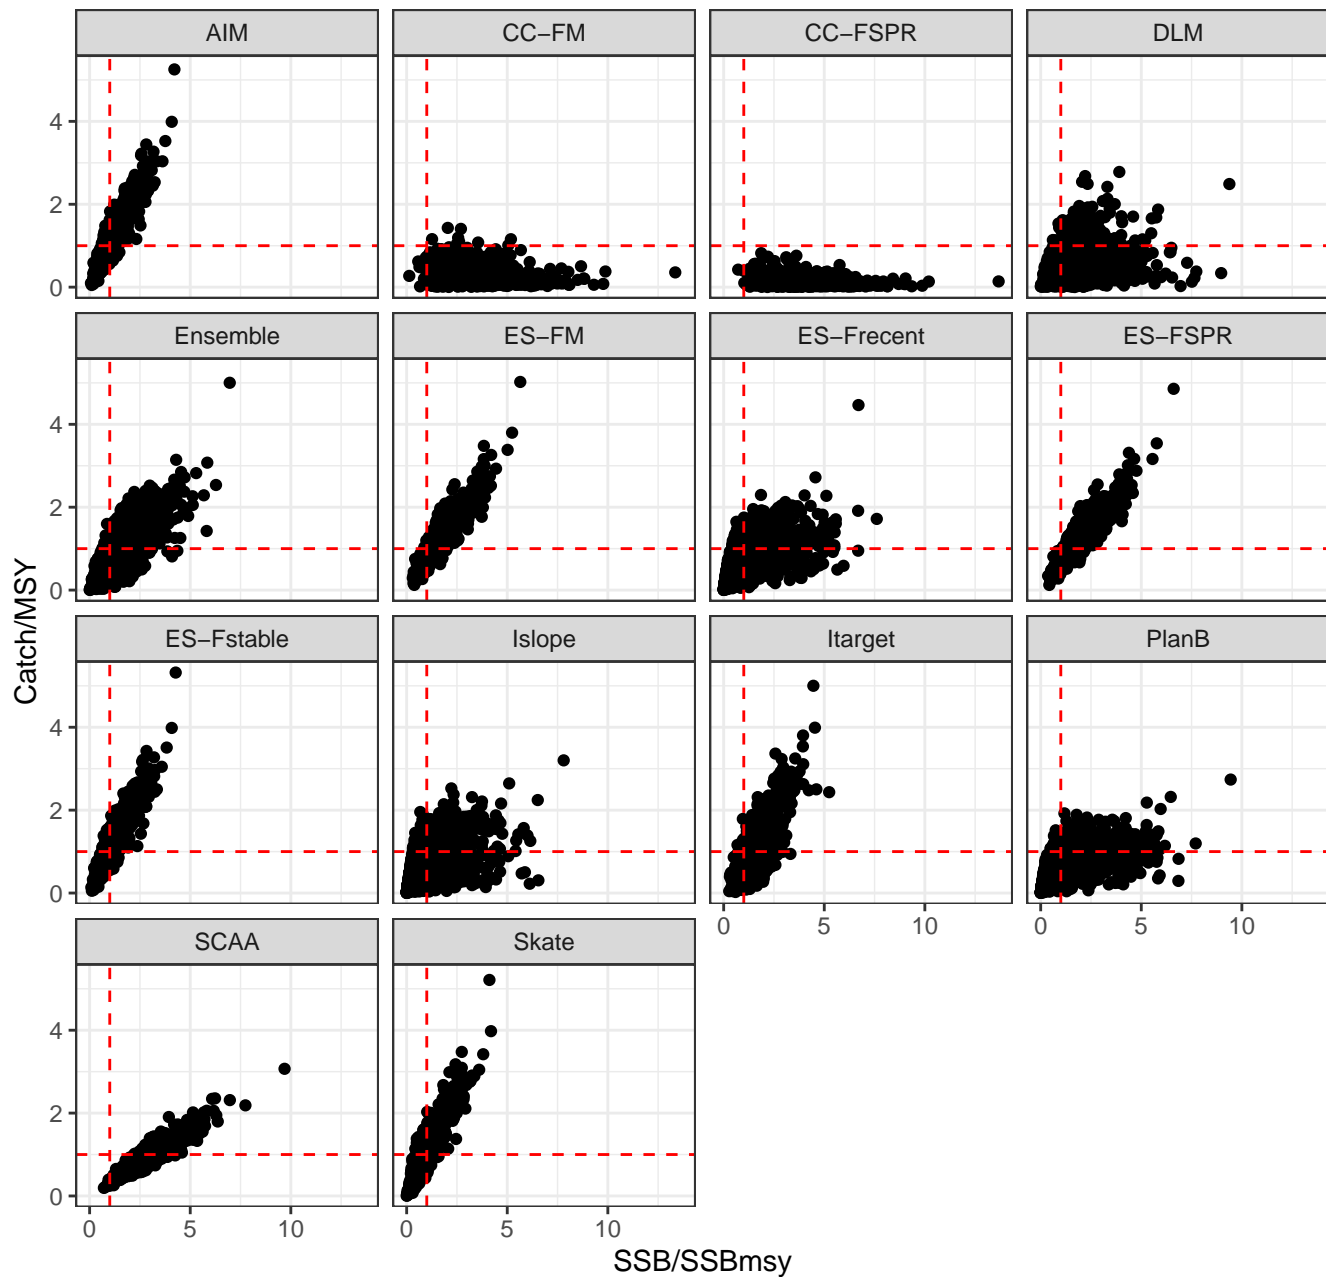 AIM CC−FM CC−FSPR DLM
4
2
0
Ensemble ES−FM ES−Frecent ES−FSPR
4
2
0
ES−Fstable Islope Itarget PlanB
4
2
0
0 5 10 0 5 10
SCAA Skate
4
2
0
0 5 10 0 5 10
SSB/SSBmsy
Catch/MSY